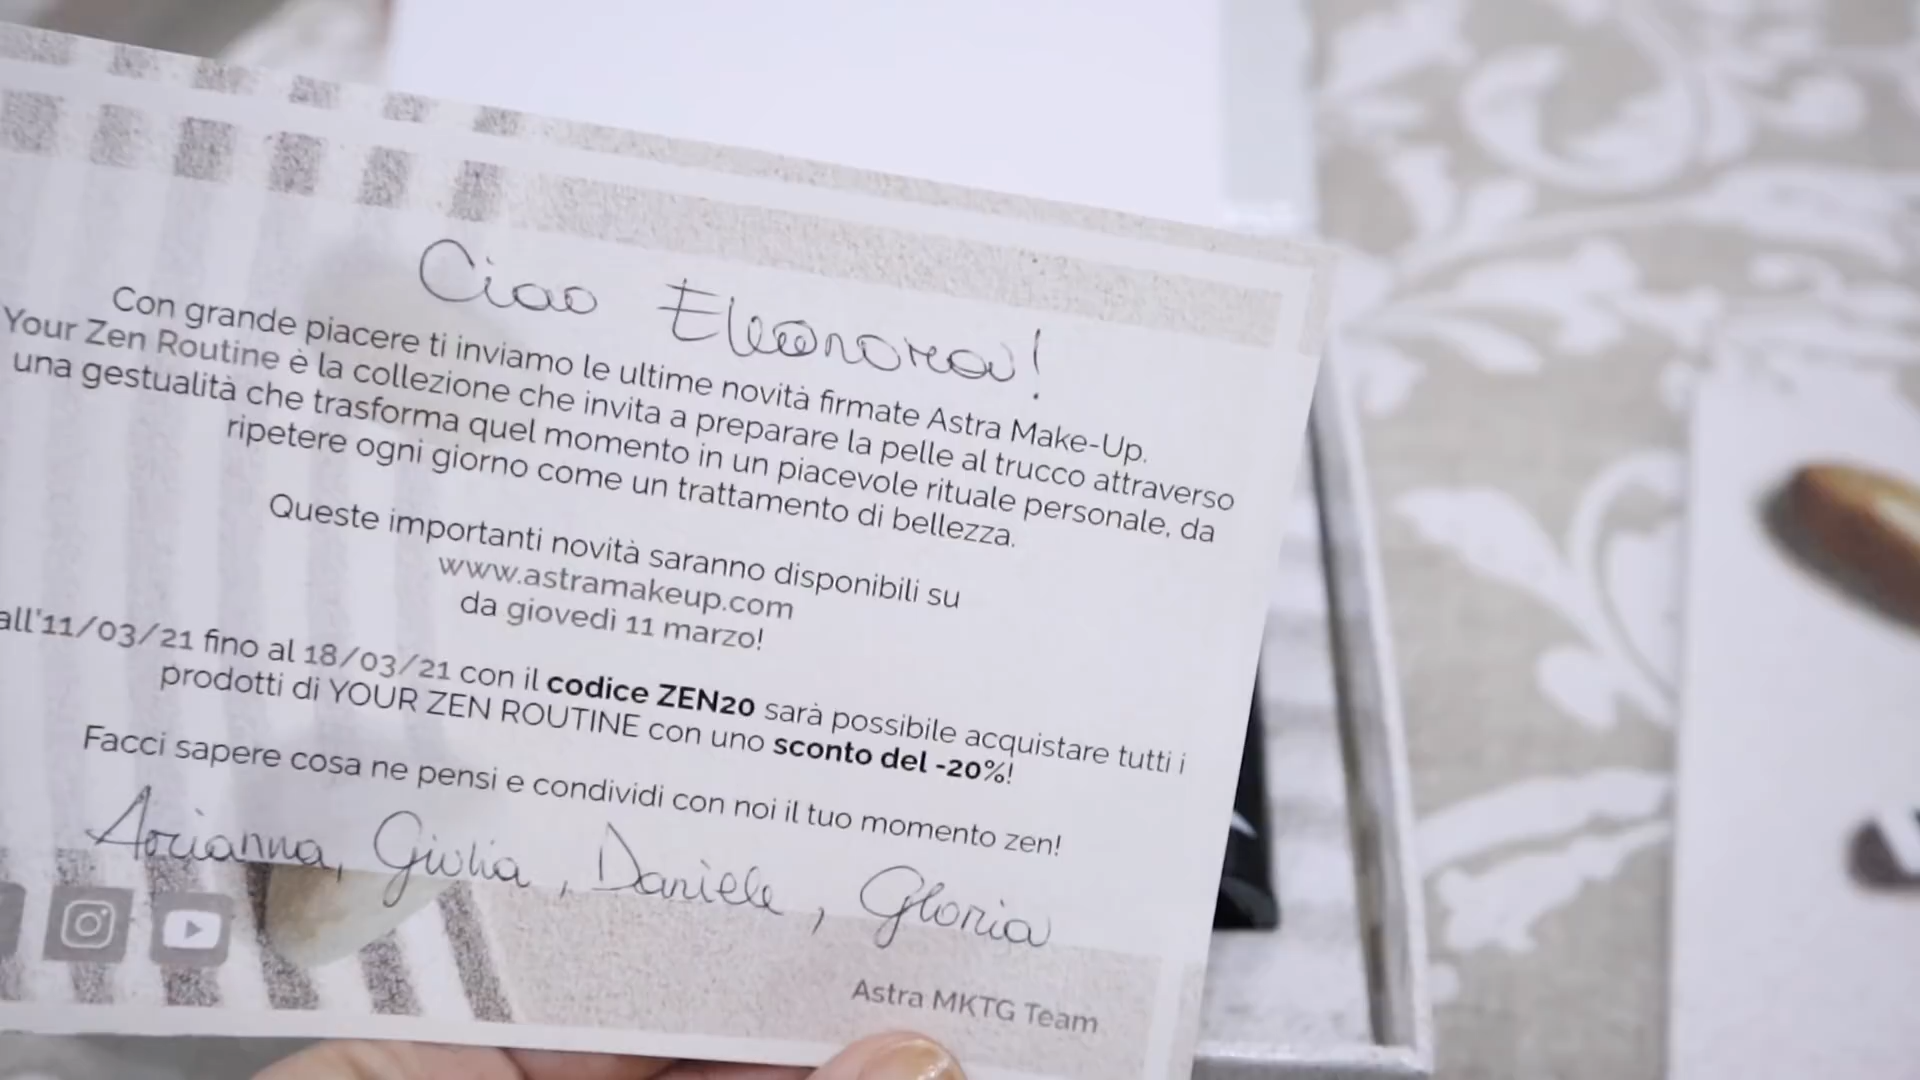 Ciao Eleonora!
Con grande piacere ti inviamo le ultime novità firmate Astra Make-Up.
Your Zen Routine è la collezione che invita a preparare la pelle al trucco attraverso
una gestualità che trasforma quel momento in un piacevole rituale personale, da
ripetere ogni giorno come un trattamento di bellezza.
Queste importanti novità saranno disponibili su
www.astramakeup.com
da giovedì 11 marzo!
all'11/03/21 fino al 18/03/21 con il codice ZEN20 sarà possibile acquistare tutti i
prodotti di YOUR ZEN ROUTINE con uno sconto del -20%!
Facci sapere cosa ne pensi e condividi con noi il tuo momento zen!
Arianna, Giulia, Daniele, Gloria
Astra MKTG Team